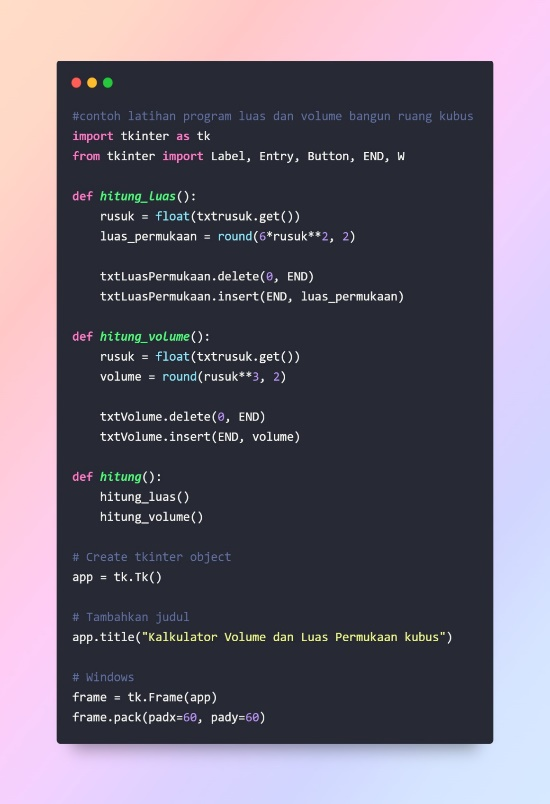 #contoh latihan program luas dan volume bangun ruang kubus
import tkinter as tk
from tkinter import Label, Entry, Button, END, W

def hitung_luas():
    rusuk = float(txtrusuk.get())
    luas_permukaan = round(6*rusuk**2, 2)

    txtLuasPermukaan.delete(0, END)
    txtLuasPermukaan.insert(END, luas_permukaan)

def hitung_volume():
    rusuk = float(txtrusuk.get())
    volume = round(rusuk**3, 2)

    txtVolume.delete(0, END)
    txtVolume.insert(END, volume)

def hitung():
    hitung_luas()
    hitung_volume()

# Create tkinter object
app = tk.Tk()

# Tambahkan judul
app.title("Kalkulator Volume dan Luas Permukaan kubus")

# Windows
frame = tk.Frame(app)
frame.pack(padx=60, pady=60)